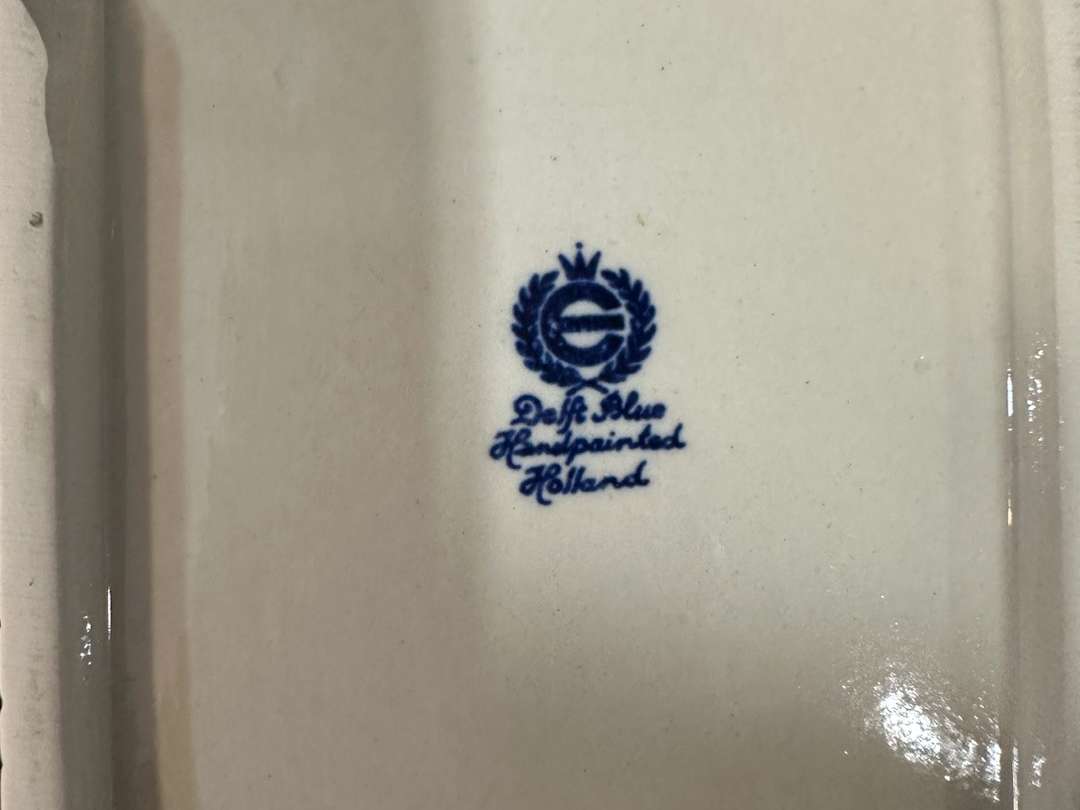 Delft Blue
Handpainted
Holland